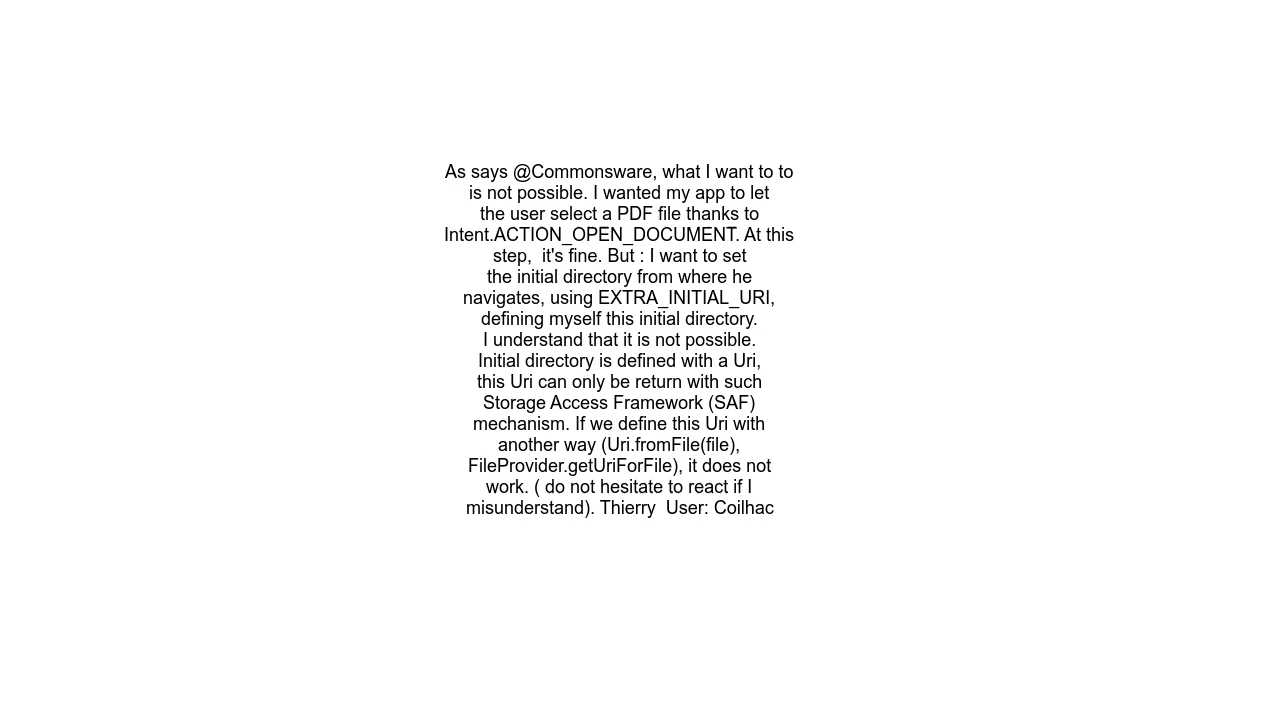 As says @Commonsware, what I want to to
is not possible. I wanted my app to let
the user select a PDF file thanks to
Intent.ACTION_OPEN_DOCUMENT. At this
step,  it's fine. But : I want to set
the initial directory from where he
navigates, using EXTRA_INITIAL_URI,
defining myself this initial directory.
I understand that it is not possible.
Initial directory is defined with a Uri,
this Uri can only be return with such
Storage Access Framework (SAF)
mechanism. If we define this Uri with
another way (Uri.fromFile(file),
FileProvider.getUriForFile), it does not
work. ( do not hesitate to react if I
misunderstand). Thierry  User: Coilhac